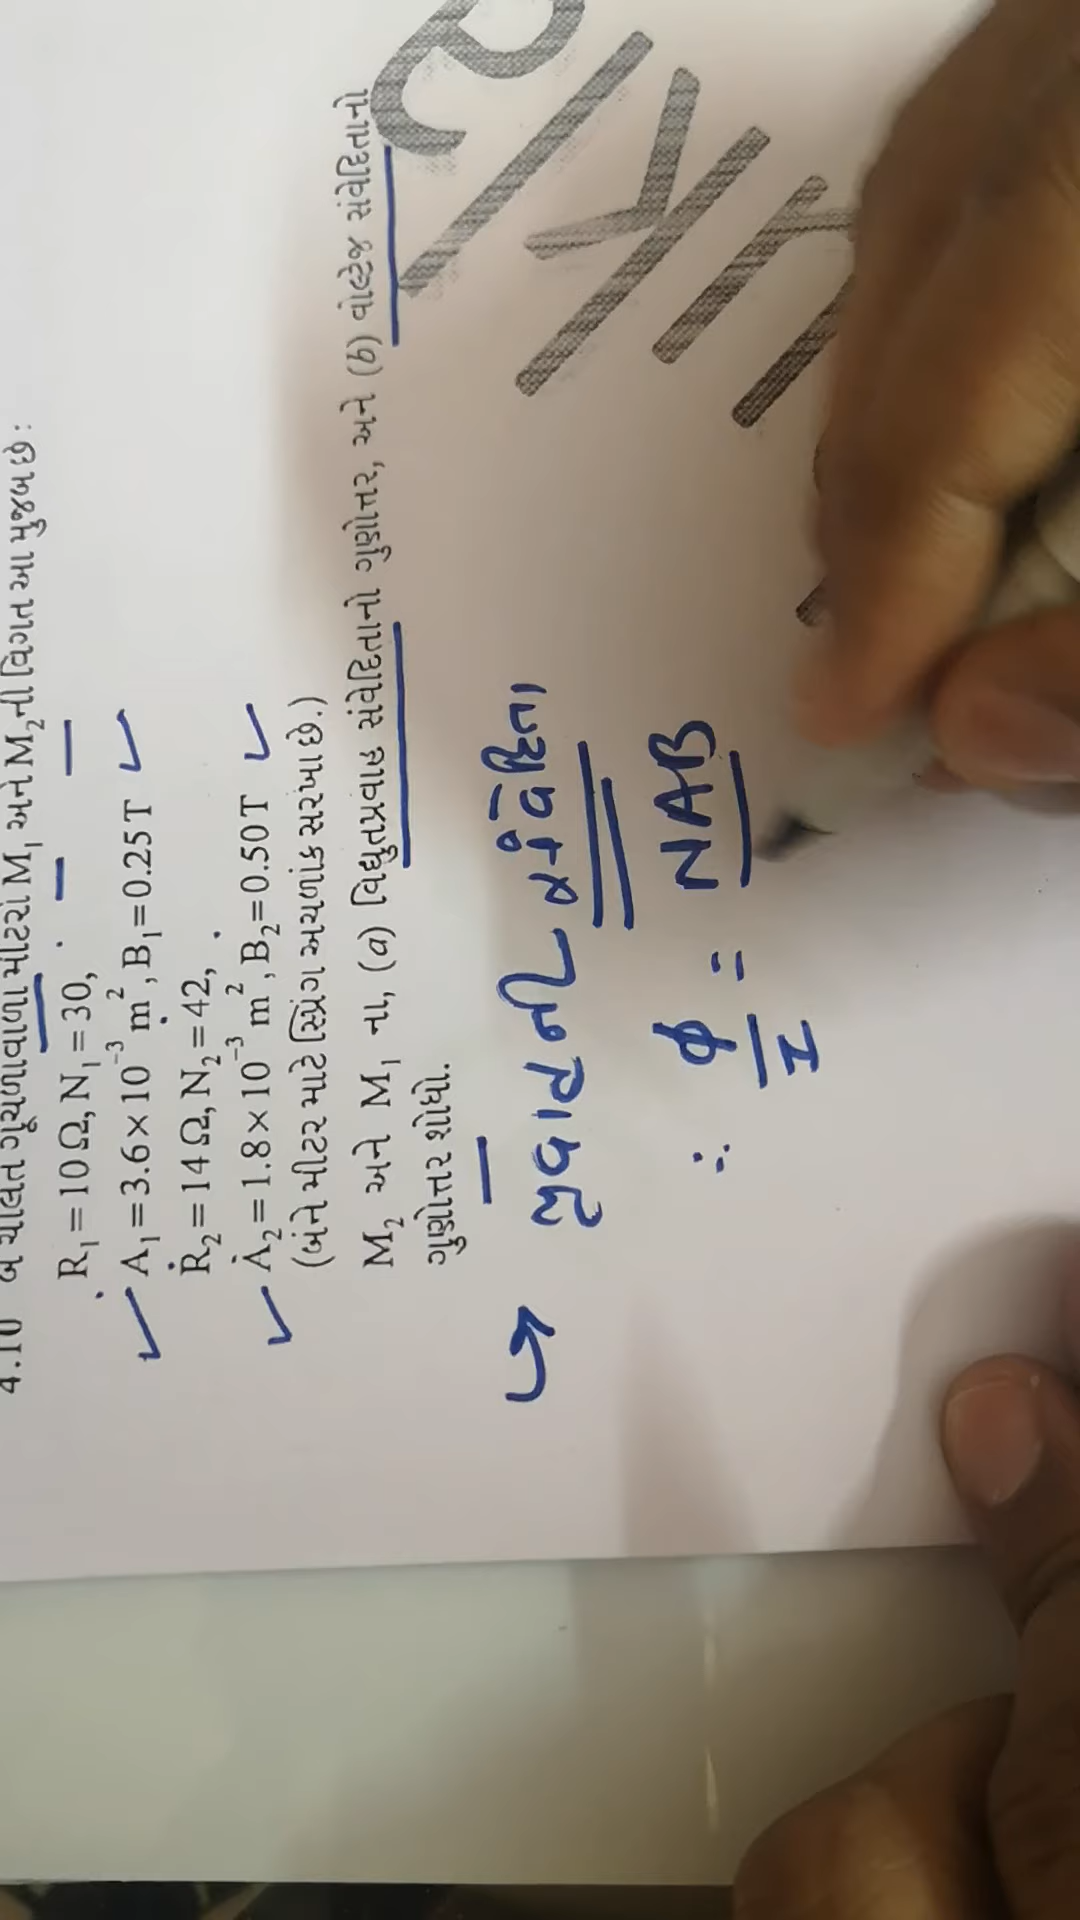 4.10 બે ચાલિત ગૂંચળાવાળા મીટરો M₁ અને M₂ની વિગત આ મુજબ છે:
R₁ = 10 Ω, N₁ = 30,
A₁ = 3.6 × 10⁻³ m², B₁ = 0.25 T
R₂ = 14 Ω, N₂ = 42,
A₂ = 1.8 × 10⁻³ m², B₂ = 0.50 T
(બંને મીટર માટે સ્પ્રિંગ અચળાંક સરખા છે.)
M₂ અને M₁ ના, (a) વિદ્યુતપ્રવાહ સંવેદિતાનો ગુણોત્તર, અને (b) વોલ્ટેજ સંવેદિતાનો
ગુણોત્તર શોધો.
પ્રવાહની સંવેદિતા
∴ ϕ/I = NAB